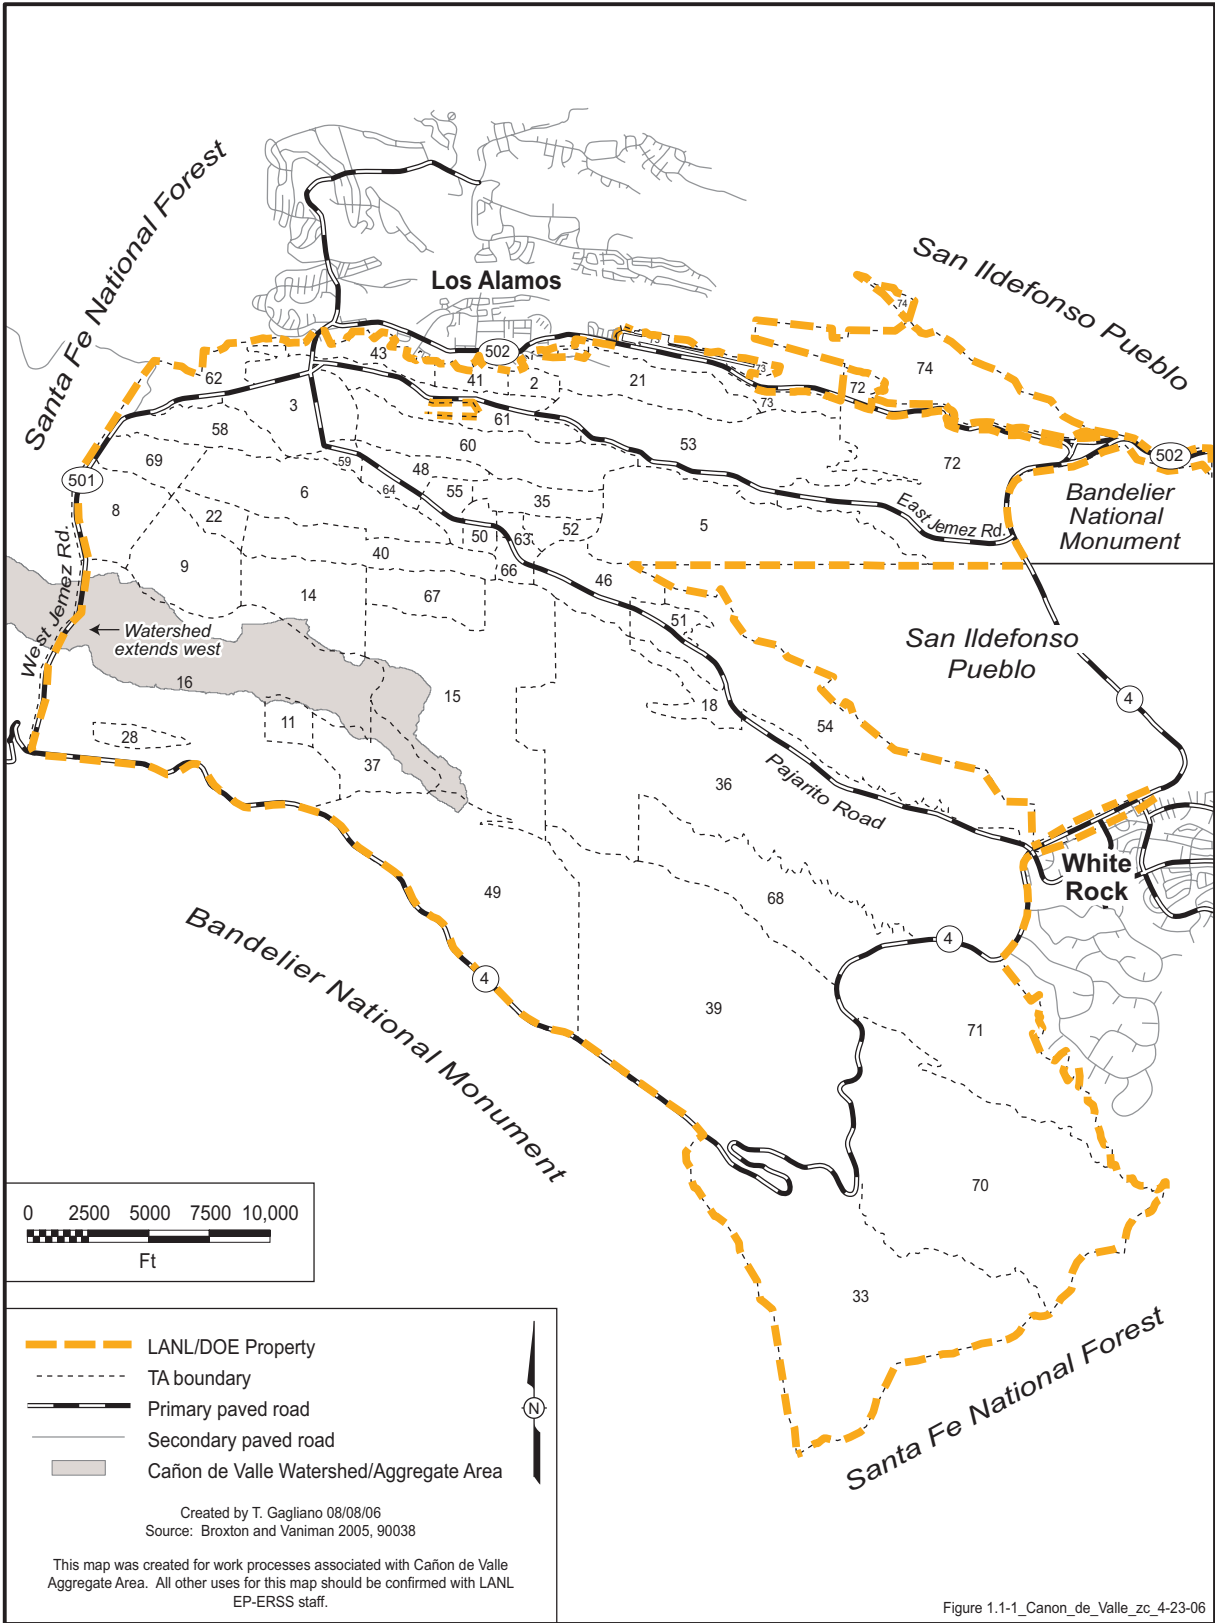 Santa Fe National Forest
Los Alamos
San Ildefonso Pueblo
74
73
43
502
74
62
41
2
21
73
72
3
73
61
58
60
53
502
69
59
48
72
501
6
64
55
35
Bandelier
National
Monument
8
22
5
East Jemez Rd.
50
63
52
40
9
66
46
West Jemez Rd.
14
67
51
Watershed
extends west
San Ildefonso
Pueblo
16
15
4
18
11
54
28
37
36
Pajarito Road
White
Rock
49
68
Bandelier National Monument
4
4
39
71
70
0 2500 5000 7500 10,000
Ft
33
Santa Fe National Forest
LANL/DOE Property
TA boundary
N
Primary paved road
Secondary paved road
Cañon de Valle Watershed/Aggregate Area
Created by T. Gagliano 08/08/06
Source: Broxton and Vaniman 2005, 90038
This map was created for work processes associated with Cañon de Valle
Aggregate Area. All other uses for this map should be confirmed with LANL
EP-ERSS staff.
Figure 1.1-1_Canon_de_Valle_zc_4-23-06